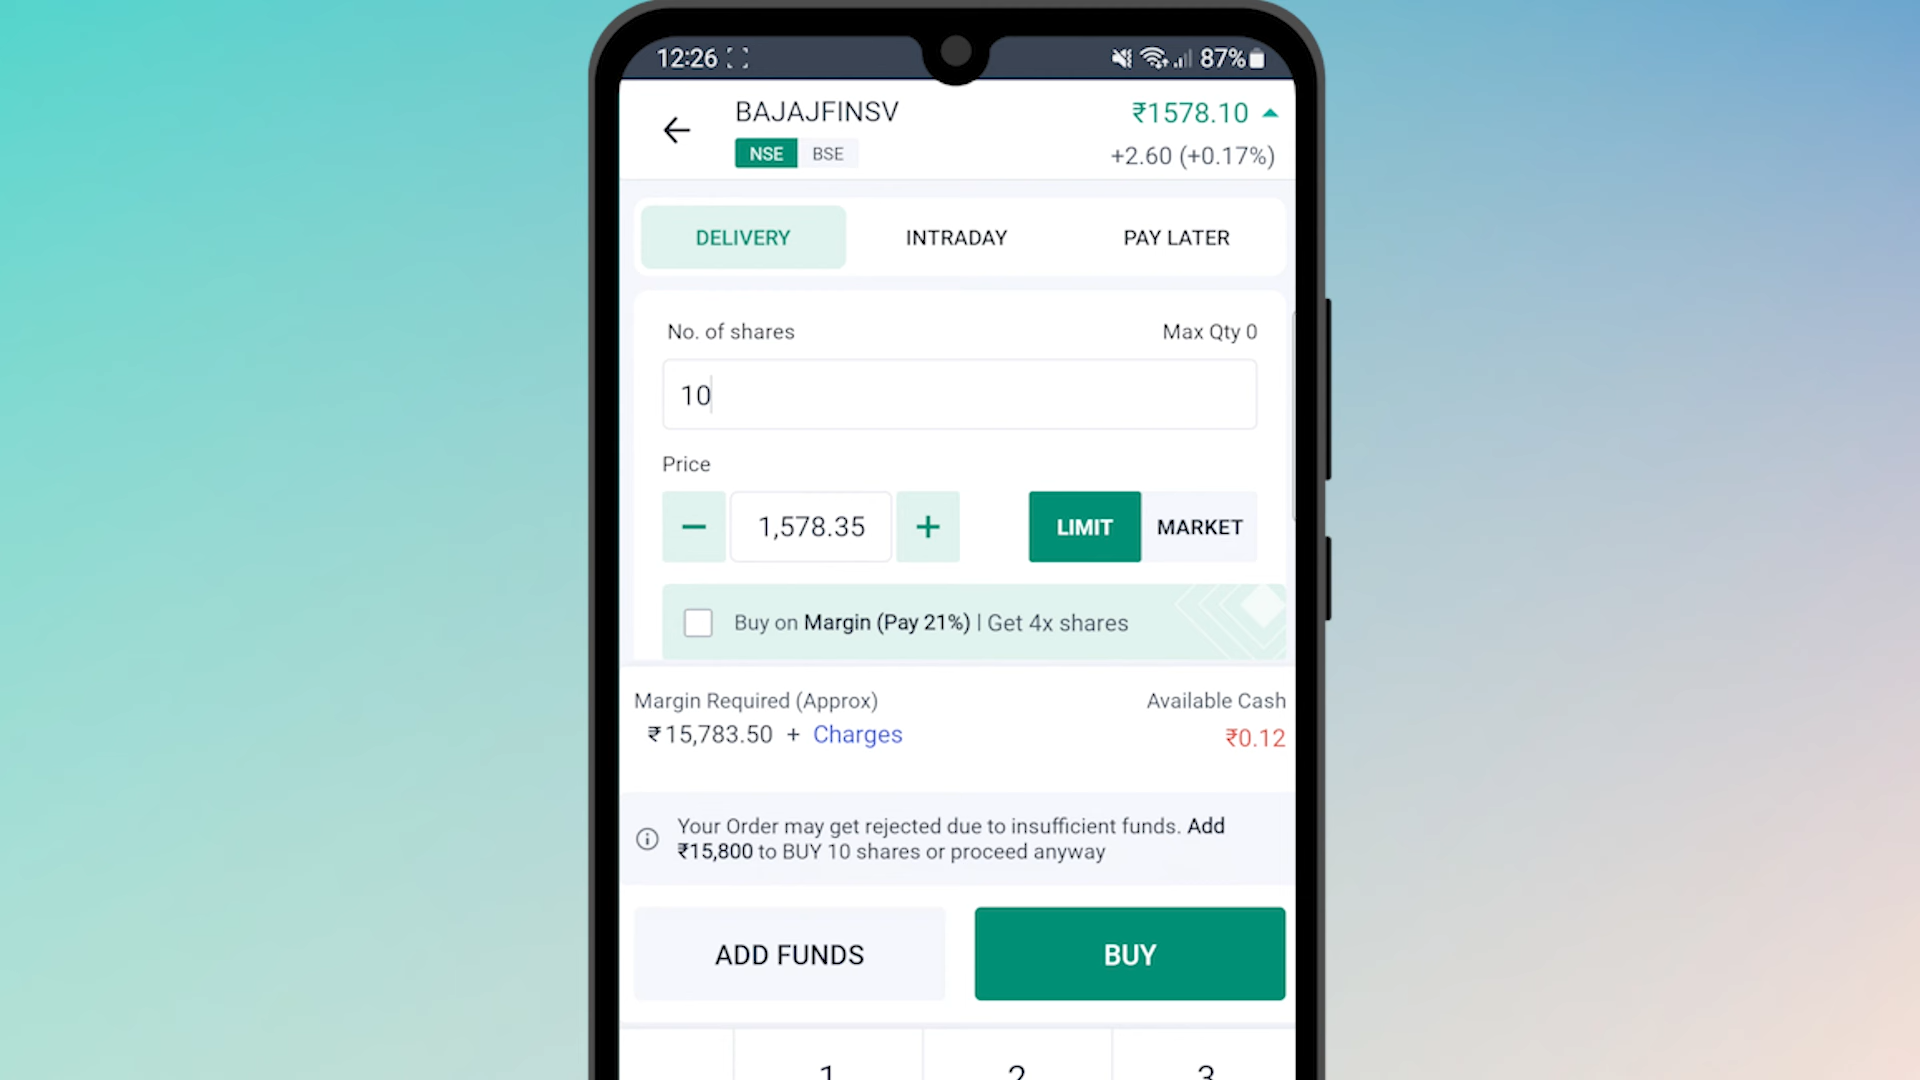 12:26 87%
BAJAJFINSV ₹1578.10
NSE BSE +2.60 (+0.17%)
DELIVERY INTRADAY PAY LATER
No. of shares Max Qty 0
10
Price
− 1,578.35 + LIMIT MARKET
Buy on Margin (Pay 21%) | Get 4x shares
Margin Required (Approx) Available Cash
₹15,783.50 + Charges ₹0.12
Your Order may get rejected due to insufficient funds. Add
₹15,800 to BUY 10 shares or proceed anyway
ADD FUNDS BUY
1 2 3